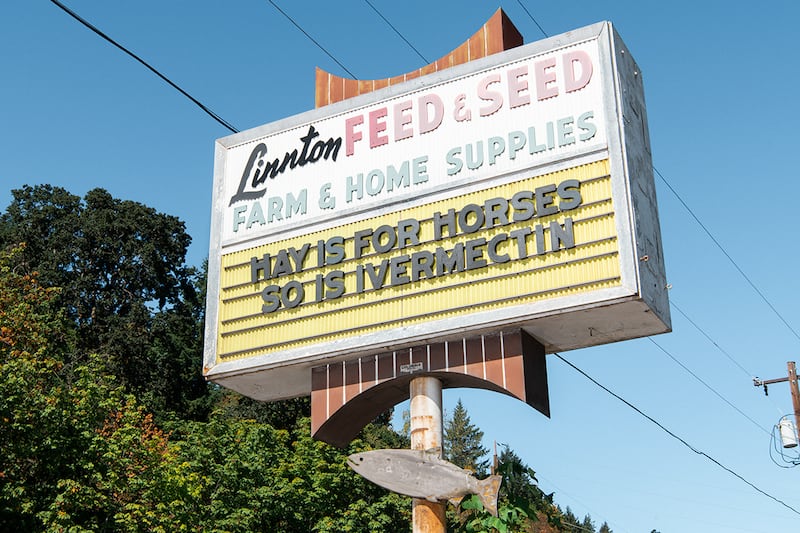 Linnton FEED & SEED
FARM & HOME SUPPLIES
HAY IS FOR HORSES
SO IS IVERMECTIN